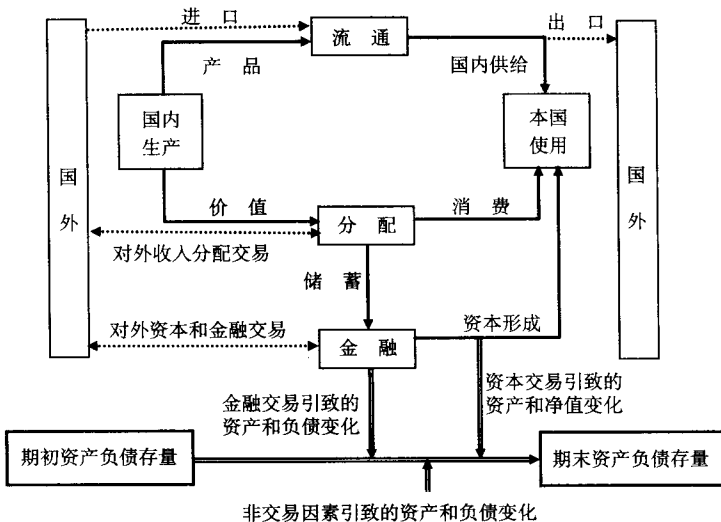 进 口
流 通
出 口
产 品
国内供给
国内
生产
本国
使用
国
外
国
外
价 值
分 配
消 费
对外收入分配交易
储 蓄
对外资本和金融交易
金 融
资本形成
金融交易引致的
资产和负债变化
资本交易引致的
资产和净值变化
期初资产负债存量
期末资产负债存量
非交易因素引致的资产和负债变化